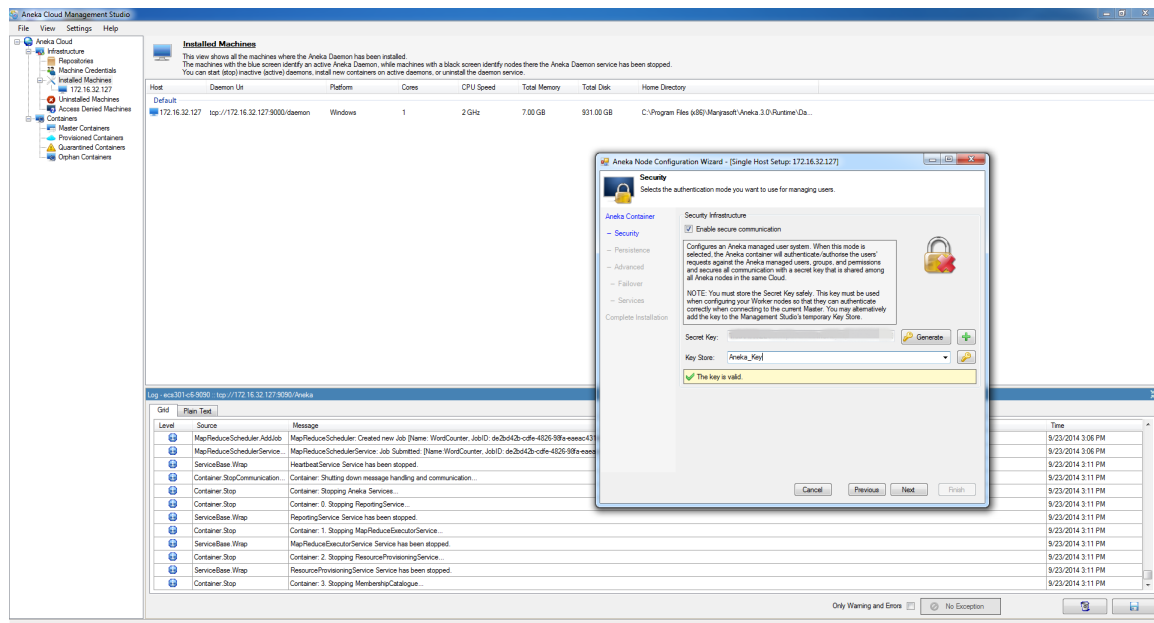 Aneka Cloud Management Studio
File View Settings Help
Aneka Cloud
Infrastructure
Repositories
Machine Credentials
Installed Machines
172.16.32.127
Uninstalled Machines
Access Denied Machines
Containers
Master Containers
Provisioned Containers
Quarantined Containers
Orphan Containers
Installed Machines
This view shows all the machines where the Aneka Daemon has been installed.
The machines with the blue screen identify an active Aneka Daemon, while machines with a black screen identify nodes there the Aneka Daemon service has been stopped.
You can start (stop) inactive (active) daemons, install new containers on active daemons, or uninstall the daemon service.
Host Daemon Uri Platform Cores CPU Speed Total Memory Total Disk Home Directory
Default
172.16.32.127 tcp://172.16.32.127:9000/daemon Windows 1 2 GHz 7.00 GB 931.00 GB C:\Program Files (x86)\Manjrasoft\Aneka 3.0\Runtime\Da...
Aneka Node Configuration Wizard - [Single Host Setup: 172.16.32.127]
Security
Selects the authentication mode you want to use for managing users.
Aneka Container
– Security
– Persistence
– Advanced
– Failover
– Services
Complete Installation
Security Infrastructure
Enable secure communication
Configures an Aneka managed user system. When this mode is
selected, the Aneka container will authenticate/authorise the users'
requests against the Aneka managed users, groups, and permissions
and secures all communication with a secret key that is shared among
all Aneka nodes in the same Cloud.
NOTE: You must store the Secret Key safely. This key must be used
when configuring your Worker nodes so that they can authenticate
correctly when connecting to the current Master. You may alternatively
add the key to the Management Studio's temporary Key Store.
Secret Key: Generate
Key Store: Aneka_Key
The key is valid.
Cancel Previous Next Finish
Log - ecs301-c6-9090 : tcp://172.16.32.127:9090/Aneka
Grid Plain Text
Level Source Message Time
MapReduceScheduler.AddJob MapReduceScheduler: Created new Job [Name: WordCounter, JobID: 9/23/2014 3:06 PM
MapReduceSchedulerService... MapReduceSchedulerService: Job Submitted: [Name:WordCounter, JobID: 9/23/2014 3:06 PM
ServiceBase.Wrap HeartbeatService Service has been stopped. 9/23/2014 3:11 PM
Container.StopCommunication... Container: Shutting down message handling and communication... 9/23/2014 3:11 PM
Container.Stop Container: Stopping Aneka Services... 9/23/2014 3:11 PM
Container.Stop Container: 0. Stopping ReportingService... 9/23/2014 3:11 PM
ServiceBase.Wrap ReportingService Service has been stopped. 9/23/2014 3:11 PM
Container.Stop Container: 1. Stopping MapReduceExecutorService... 9/23/2014 3:11 PM
ServiceBase.Wrap MapReduceExecutorService Service has been stopped. 9/23/2014 3:11 PM
Container.Stop Container: 2. Stopping ResourceProvisioningService... 9/23/2014 3:11 PM
ServiceBase.Wrap ResourceProvisioningService Service has been stopped. 9/23/2014 3:11 PM
Container.Stop Container: 3. Stopping MembershipCatalogue... 9/23/2014 3:11 PM
Only Warning and Errors No Exception